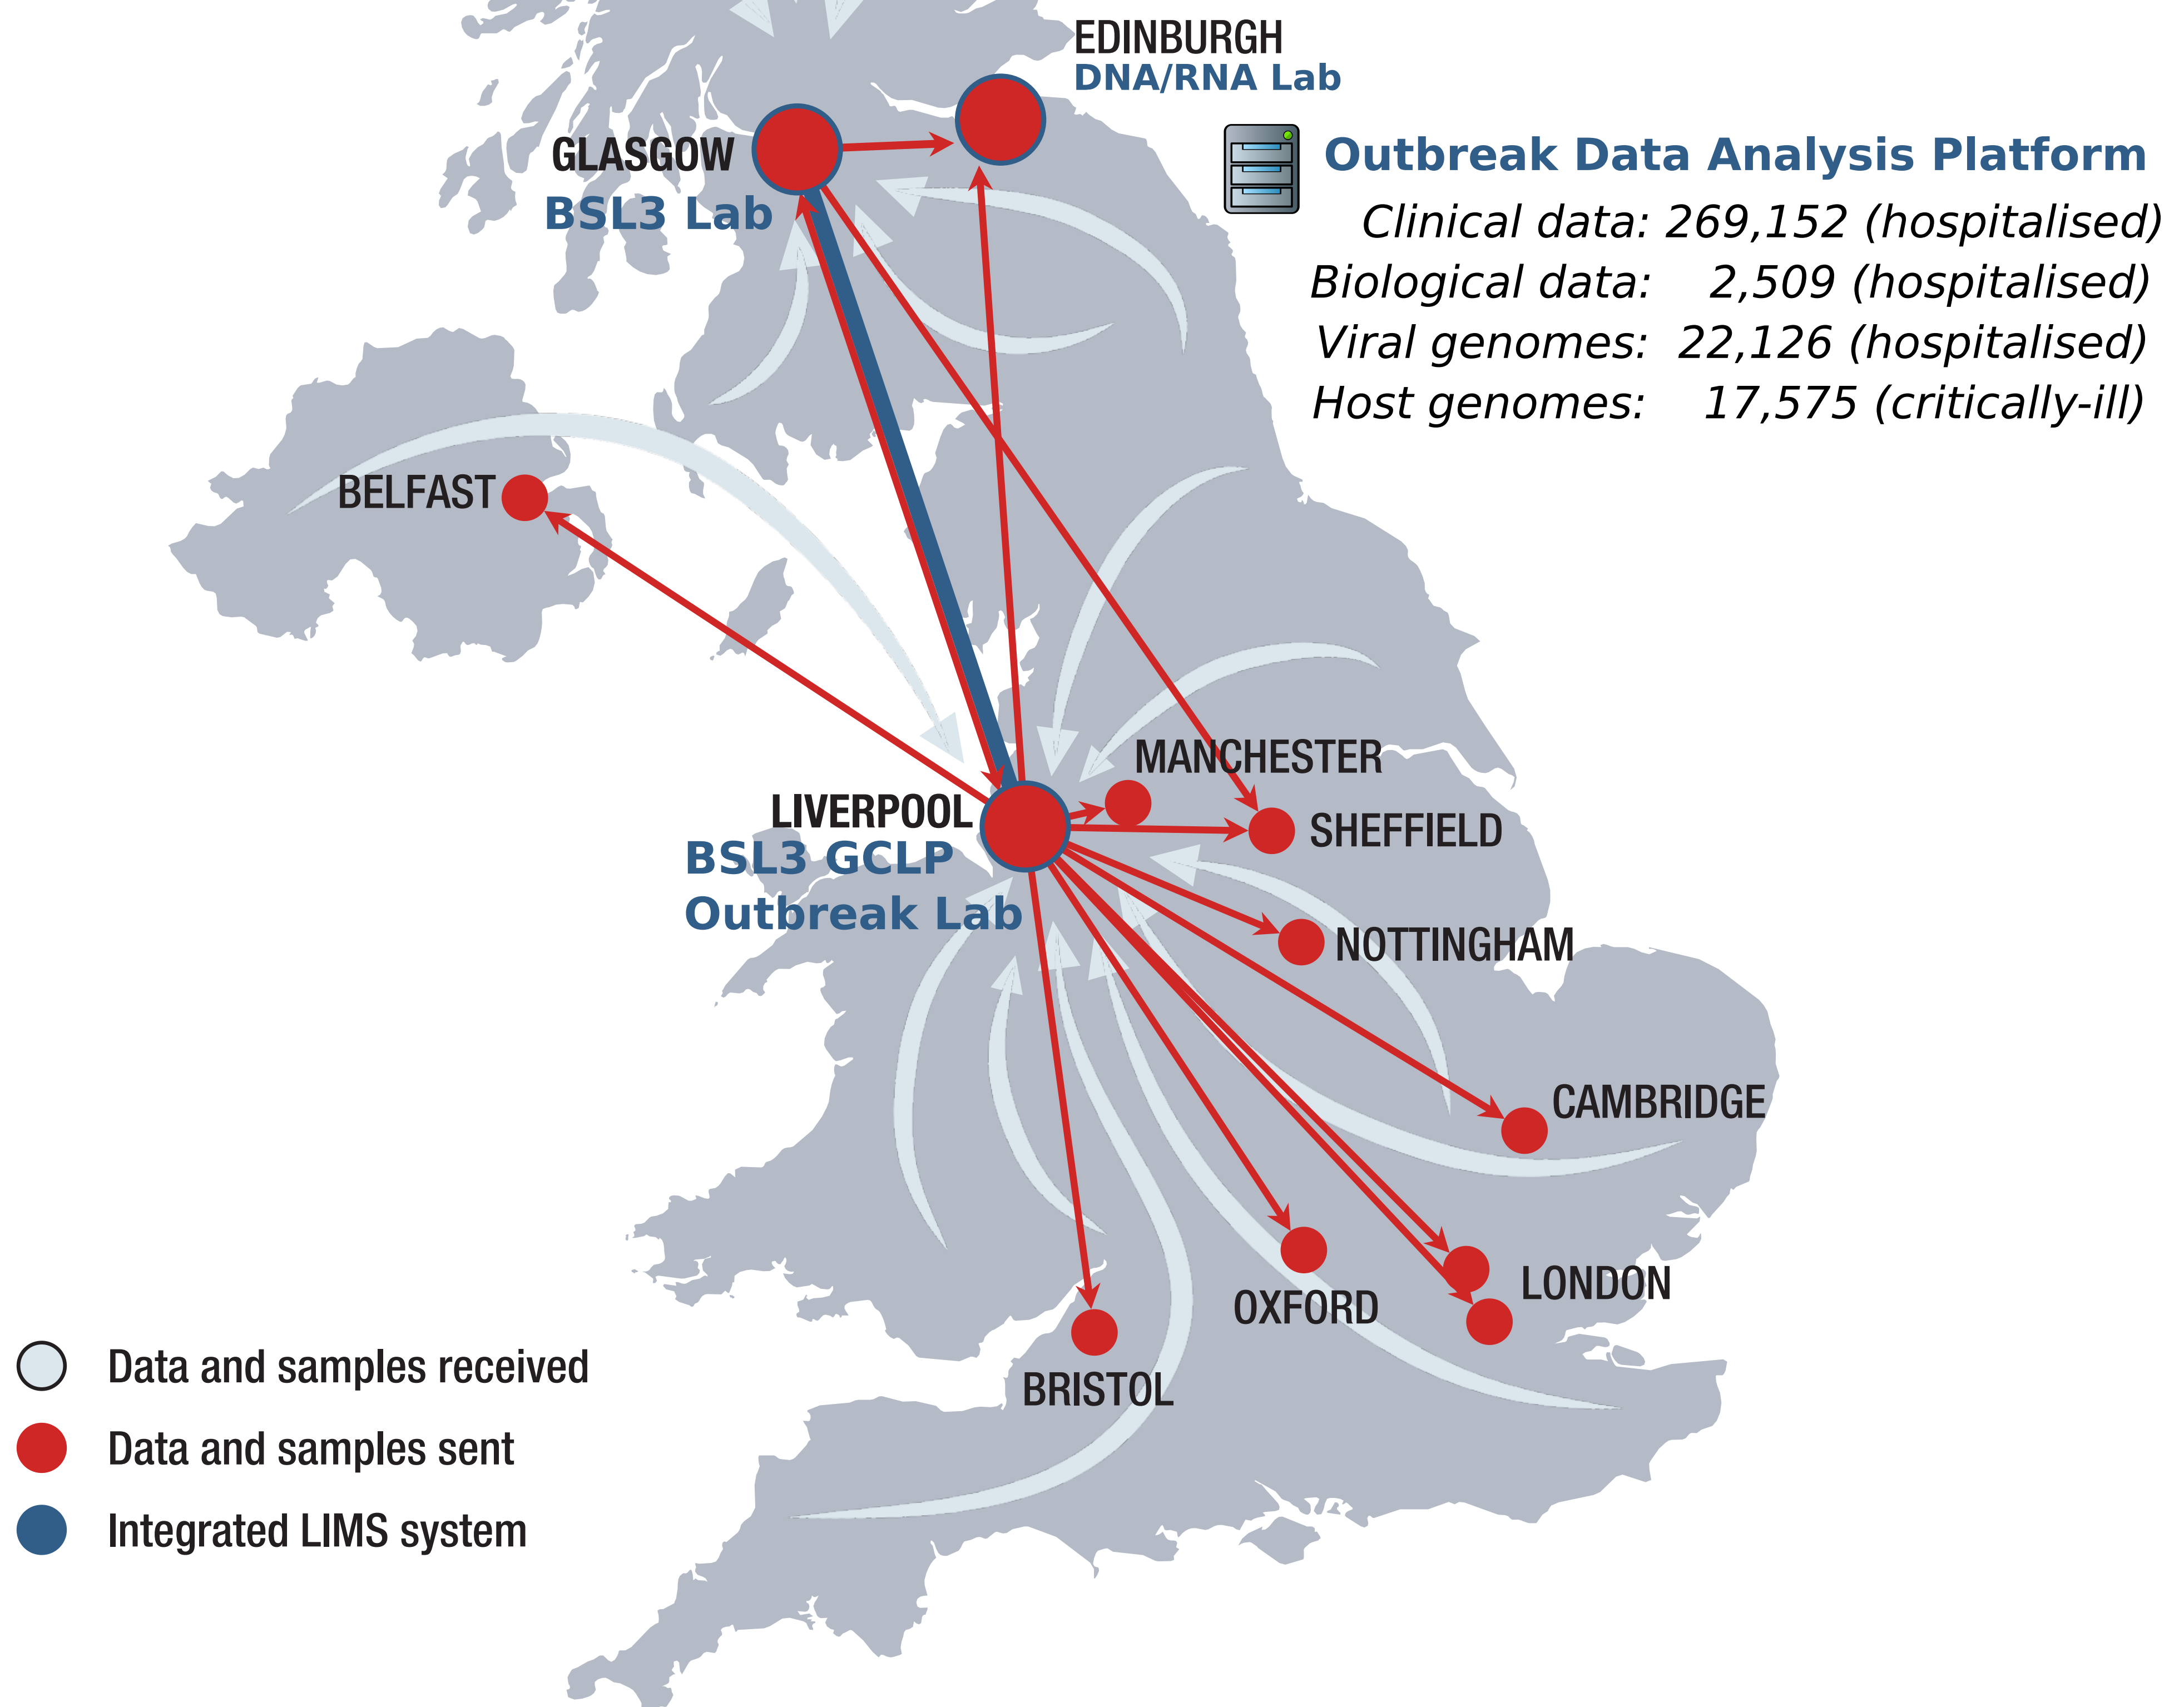 EDINBURGH
DNA/RNA Lab
GLASGOW
BSL3 Lab
Outbreak Data Analysis Platform
Clinical data: 269,152 (hospitalised)
Biological data: 2,509 (hospitalised)
Viral genomes: 22,126 (hospitalised)
Host genomes: 17,575 (critically-ill)
BELFAST
MANCHESTER
LIVERPOOL
BSL3 GCLP
Outbreak Lab
SHEFFIELD
NOTTINGHAM
CAMBRIDGE
LONDON
OXFORD
BRISTOL
Data and samples received
Data and samples sent
Integrated LIMS system